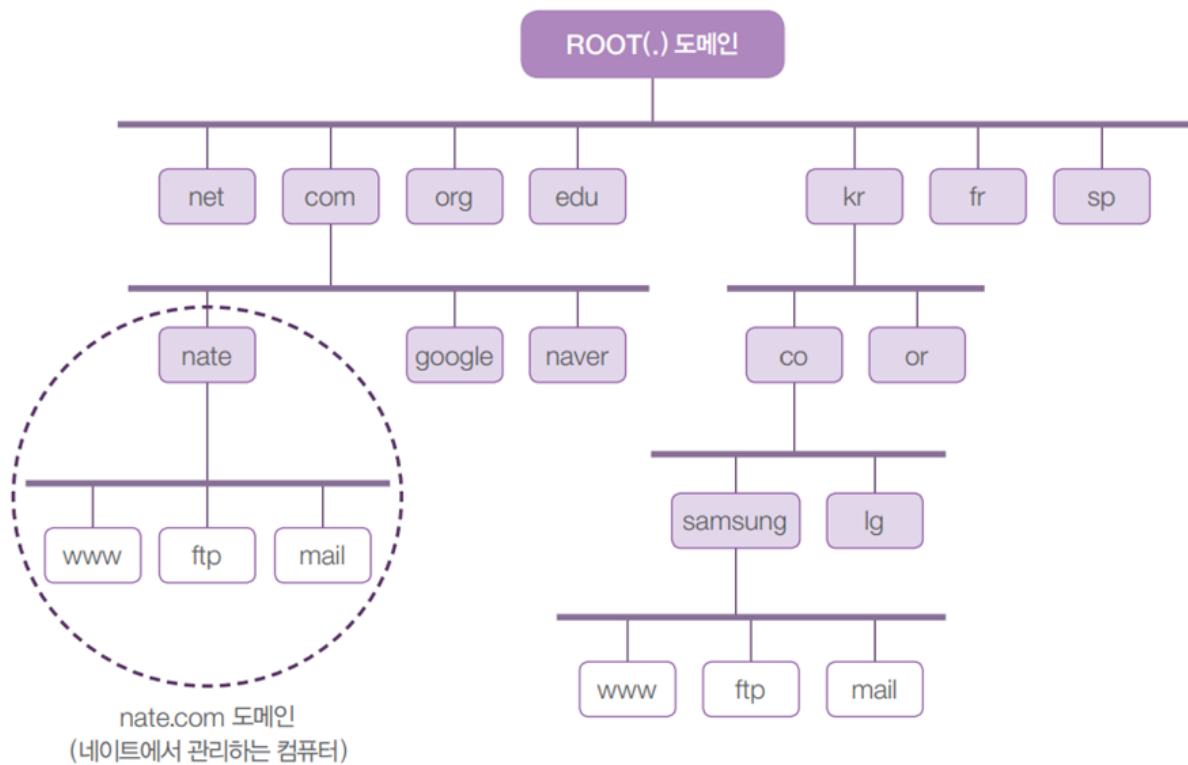 ROOT(.) 도메인
net com org edu kr fr sp
nate google naver co or
samsung lg
www ftp mail
www ftp mail
nate.com 도메인
(네이트에서 관리하는 컴퓨터)